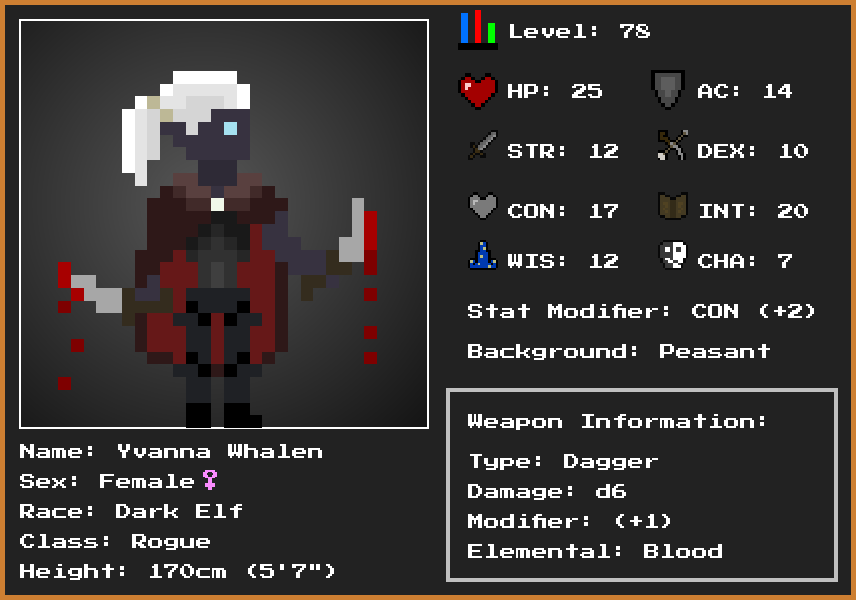 Level: 78
HP: 25
AC: 14
STR: 12
DEX: 10
CON: 17
INT: 20
WIS: 12
CHA: 7
Stat Modifier: CON (+2)
Background: Peasant
Weapon Information:
Type: Dagger
Damage: d6
Modifier: (+1)
Elemental: Blood
Name: Yvanna Whalen
Sex: Female♀
Race: Dark Elf
Class: Rogue
Height: 170cm (5'7")